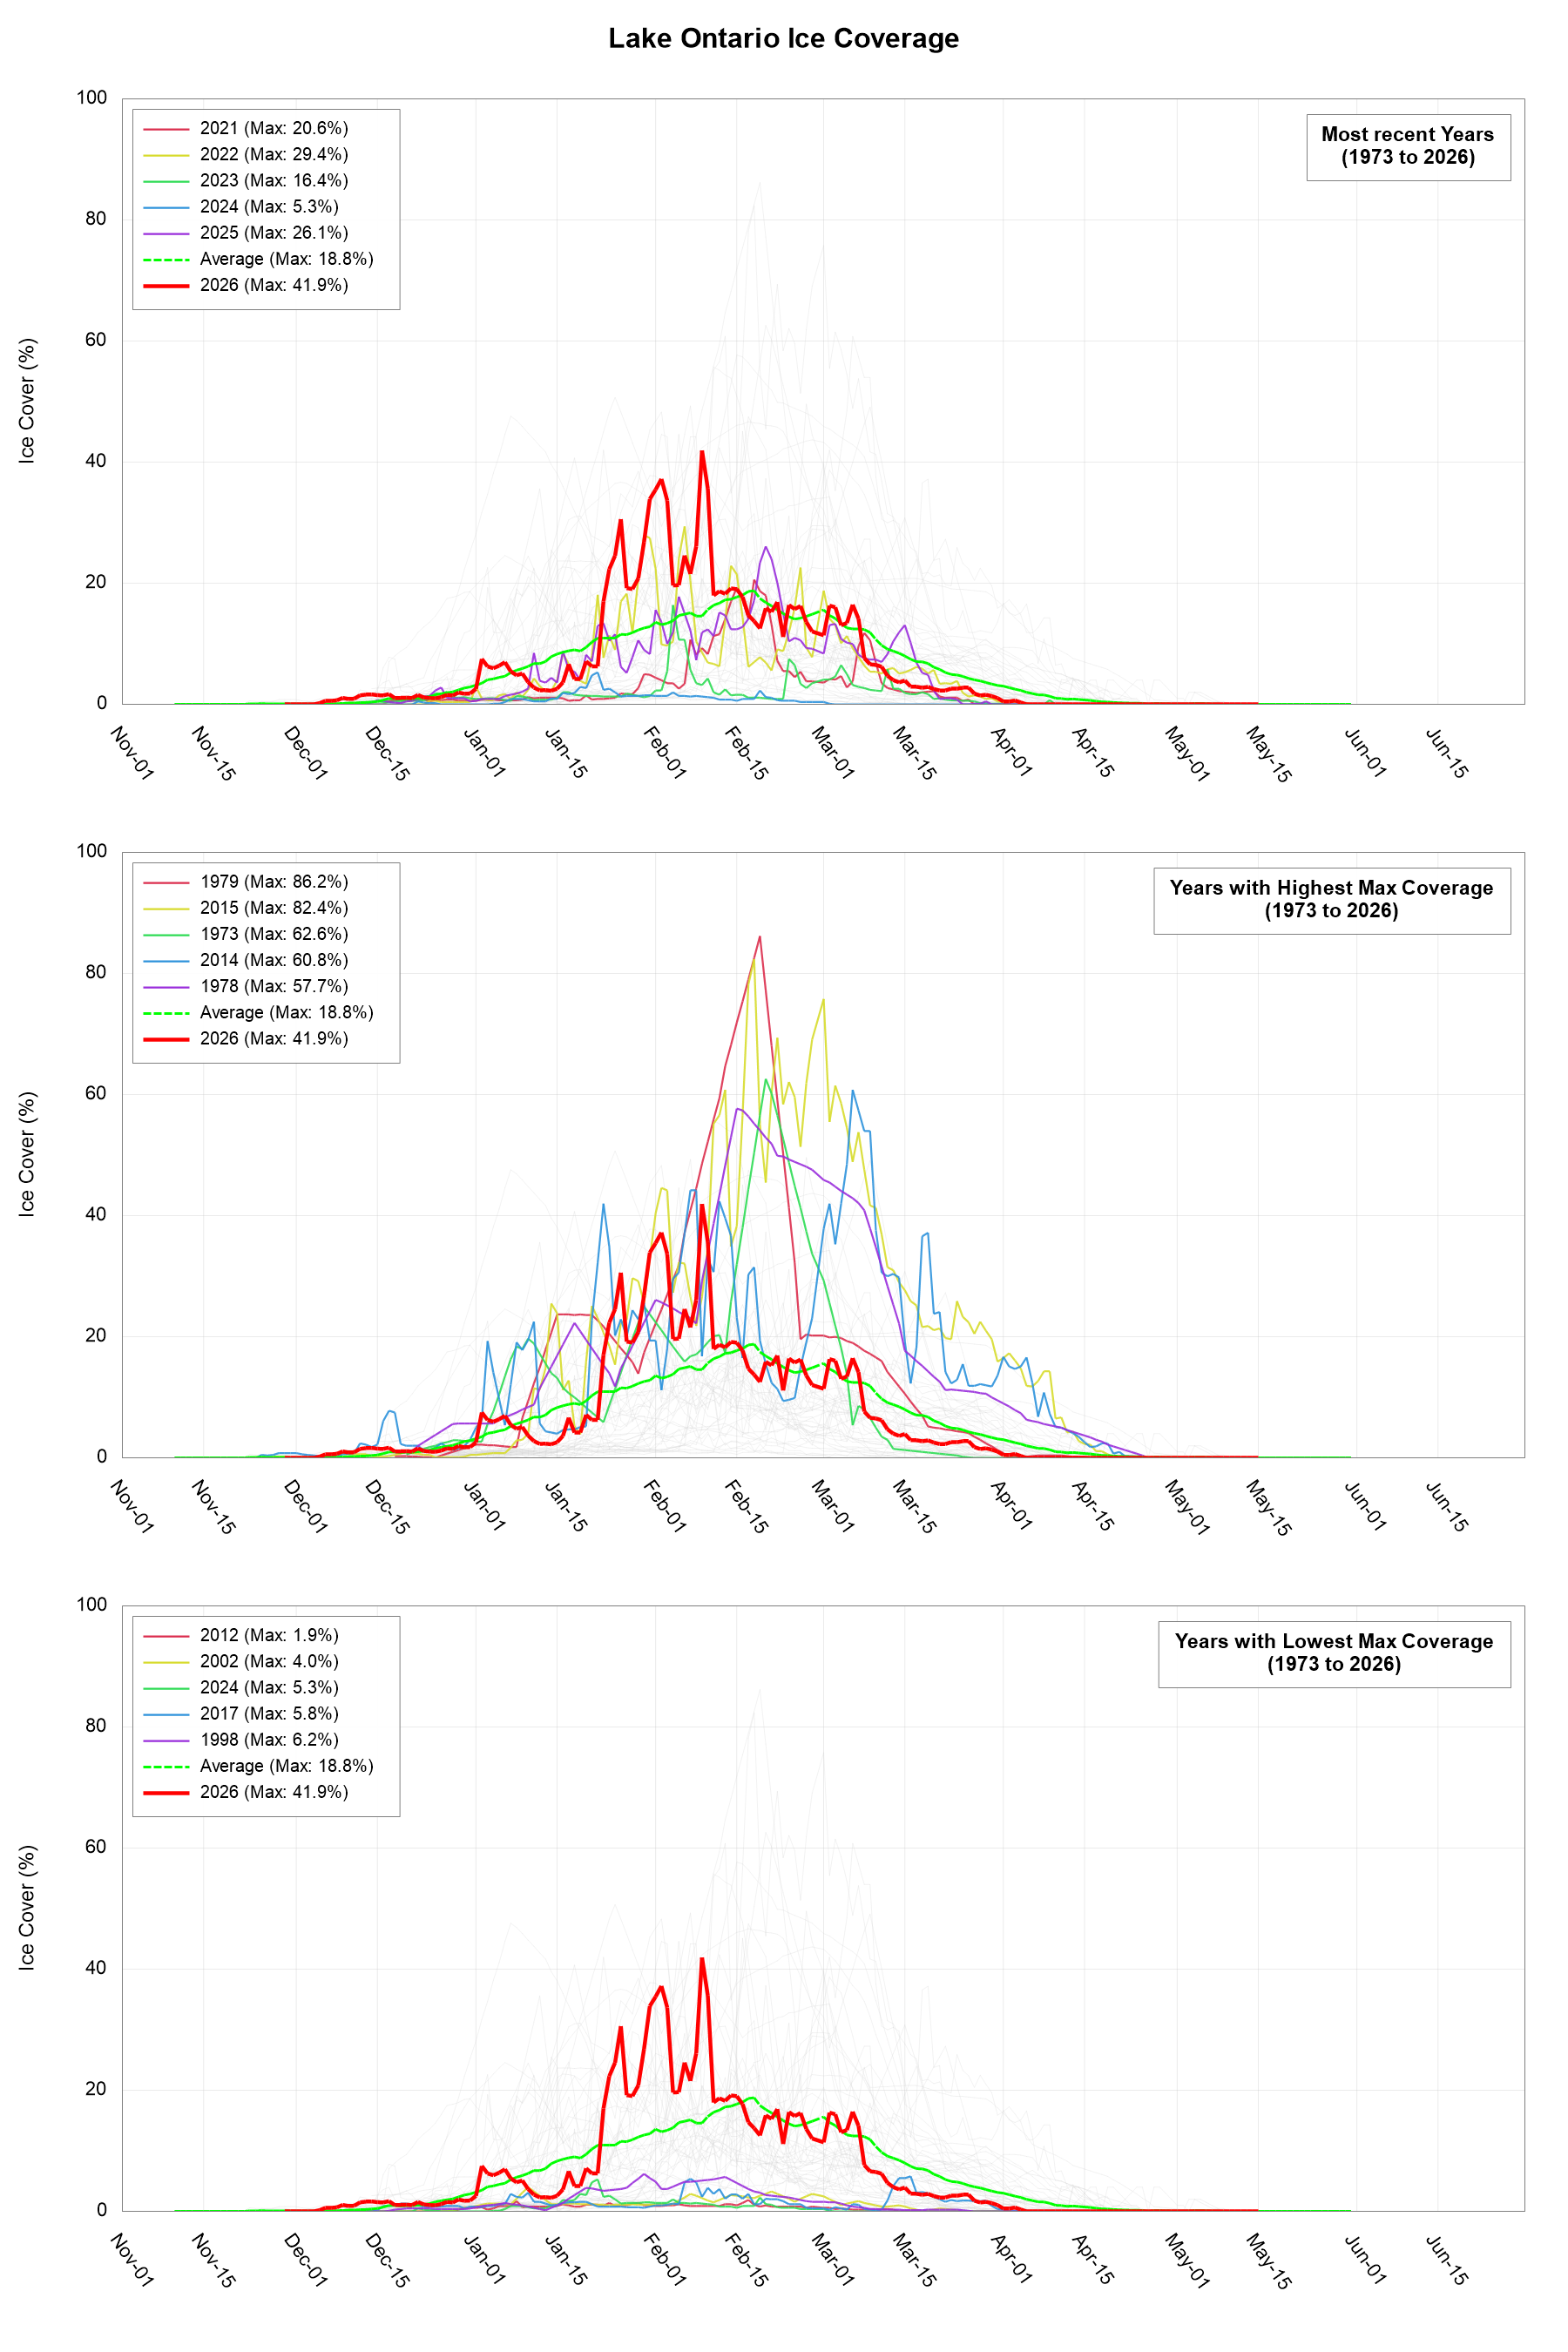 Lake Ontario Ice Coverage
100
80
60
40
20
0
Ice Cover (%)
2021 (Max: 20.6%)
2022 (Max: 29.4%)
2023 (Max: 16.4%)
2024 (Max: 5.3%)
2025 (Max: 26.1%)
Average (Max: 18.8%)
2026 (Max: 41.9%)
Most recent Years
(1973 to 2026)
Nov-01
Nov-15
Dec-01
Dec-15
Jan-01
Jan-15
Feb-01
Feb-15
Mar-01
Mar-15
Apr-01
Apr-15
May-01
May-15
Jun-01
Jun-15
100
80
60
40
20
0
Ice Cover (%)
1979 (Max: 86.2%)
2015 (Max: 82.4%)
1973 (Max: 62.6%)
2014 (Max: 60.8%)
1978 (Max: 57.7%)
Average (Max: 18.8%)
2026 (Max: 41.9%)
Years with Highest Max Coverage
(1973 to 2026)
Nov-01
Nov-15
Dec-01
Dec-15
Jan-01
Jan-15
Feb-01
Feb-15
Mar-01
Mar-15
Apr-01
Apr-15
May-01
May-15
Jun-01
Jun-15
100
80
60
40
20
0
Ice Cover (%)
2012 (Max: 1.9%)
2002 (Max: 4.0%)
2024 (Max: 5.3%)
2017 (Max: 5.8%)
1998 (Max: 6.2%)
Average (Max: 18.8%)
2026 (Max: 41.9%)
Years with Lowest Max Coverage
(1973 to 2026)
Nov-01
Nov-15
Dec-01
Dec-15
Jan-01
Jan-15
Feb-01
Feb-15
Mar-01
Mar-15
Apr-01
Apr-15
May-01
May-15
Jun-01
Jun-15